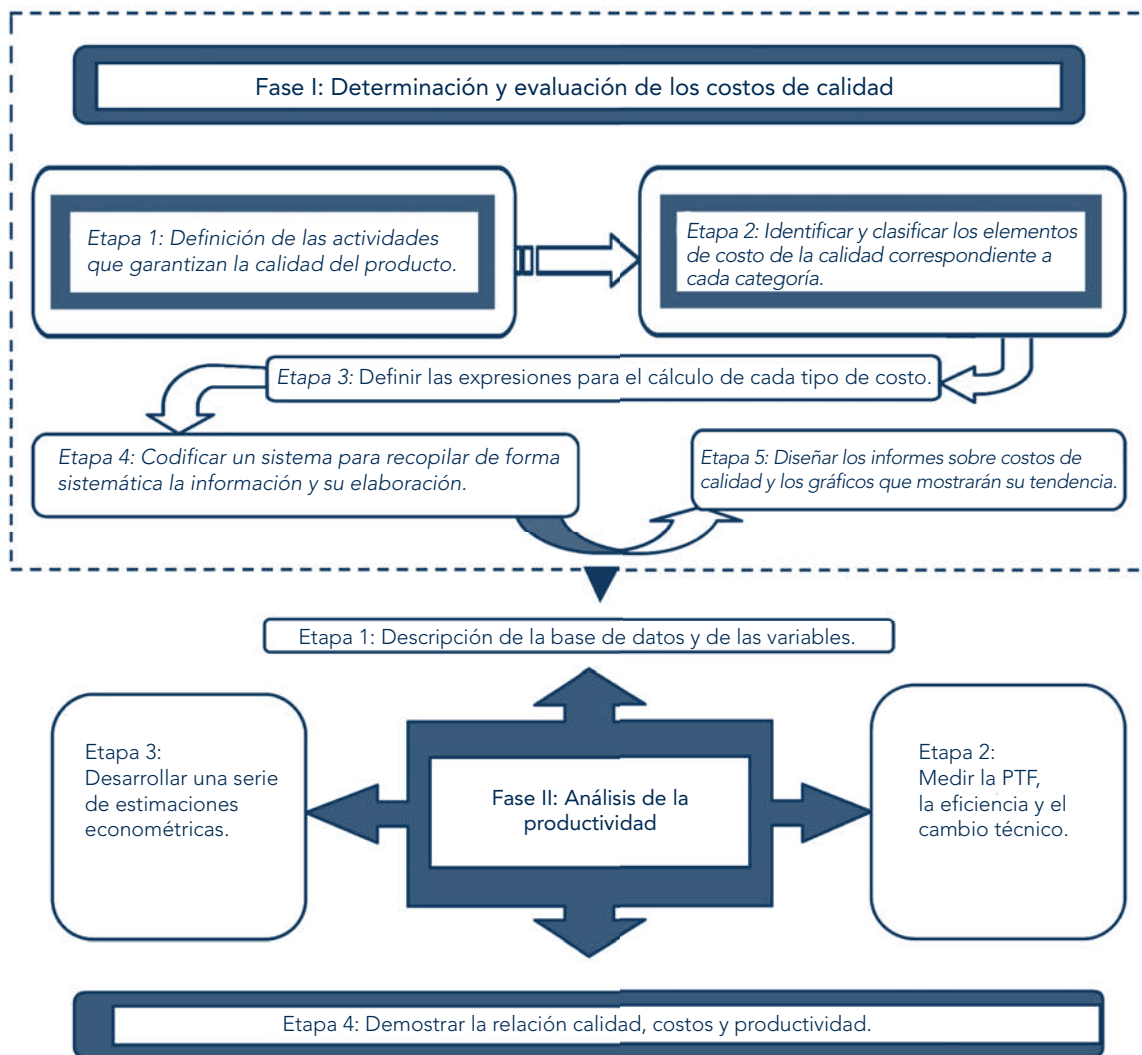 Fase I: Determinación y evaluación de los costos de calidad
Etapa 1: Definición de las actividades
que garantizan la calidad del producto.
Etapa 2: Identificar y clasificar los elementos
de costo de la calidad correspondiente a
cada categoría.
Etapa 3: Definir las expresiones para el cálculo de cada tipo de costo.
Etapa 4: Codificar un sistema para recopilar de forma
sistemática la información y su elaboración.
Etapa 5: Diseñar los informes sobre costos de
calidad y los gráficos que mostrarán su tendencia.
Etapa 1: Descripción de la base de datos y de las variables.
Etapa 3:
Desarrollar una serie
de estimaciones
econométricas.
Fase II: Análisis de la
productividad
Etapa 2:
Medir la PTF,
la eficiencia y el
cambio técnico.
Etapa 4: Demostrar la relación calidad, costos y productividad.